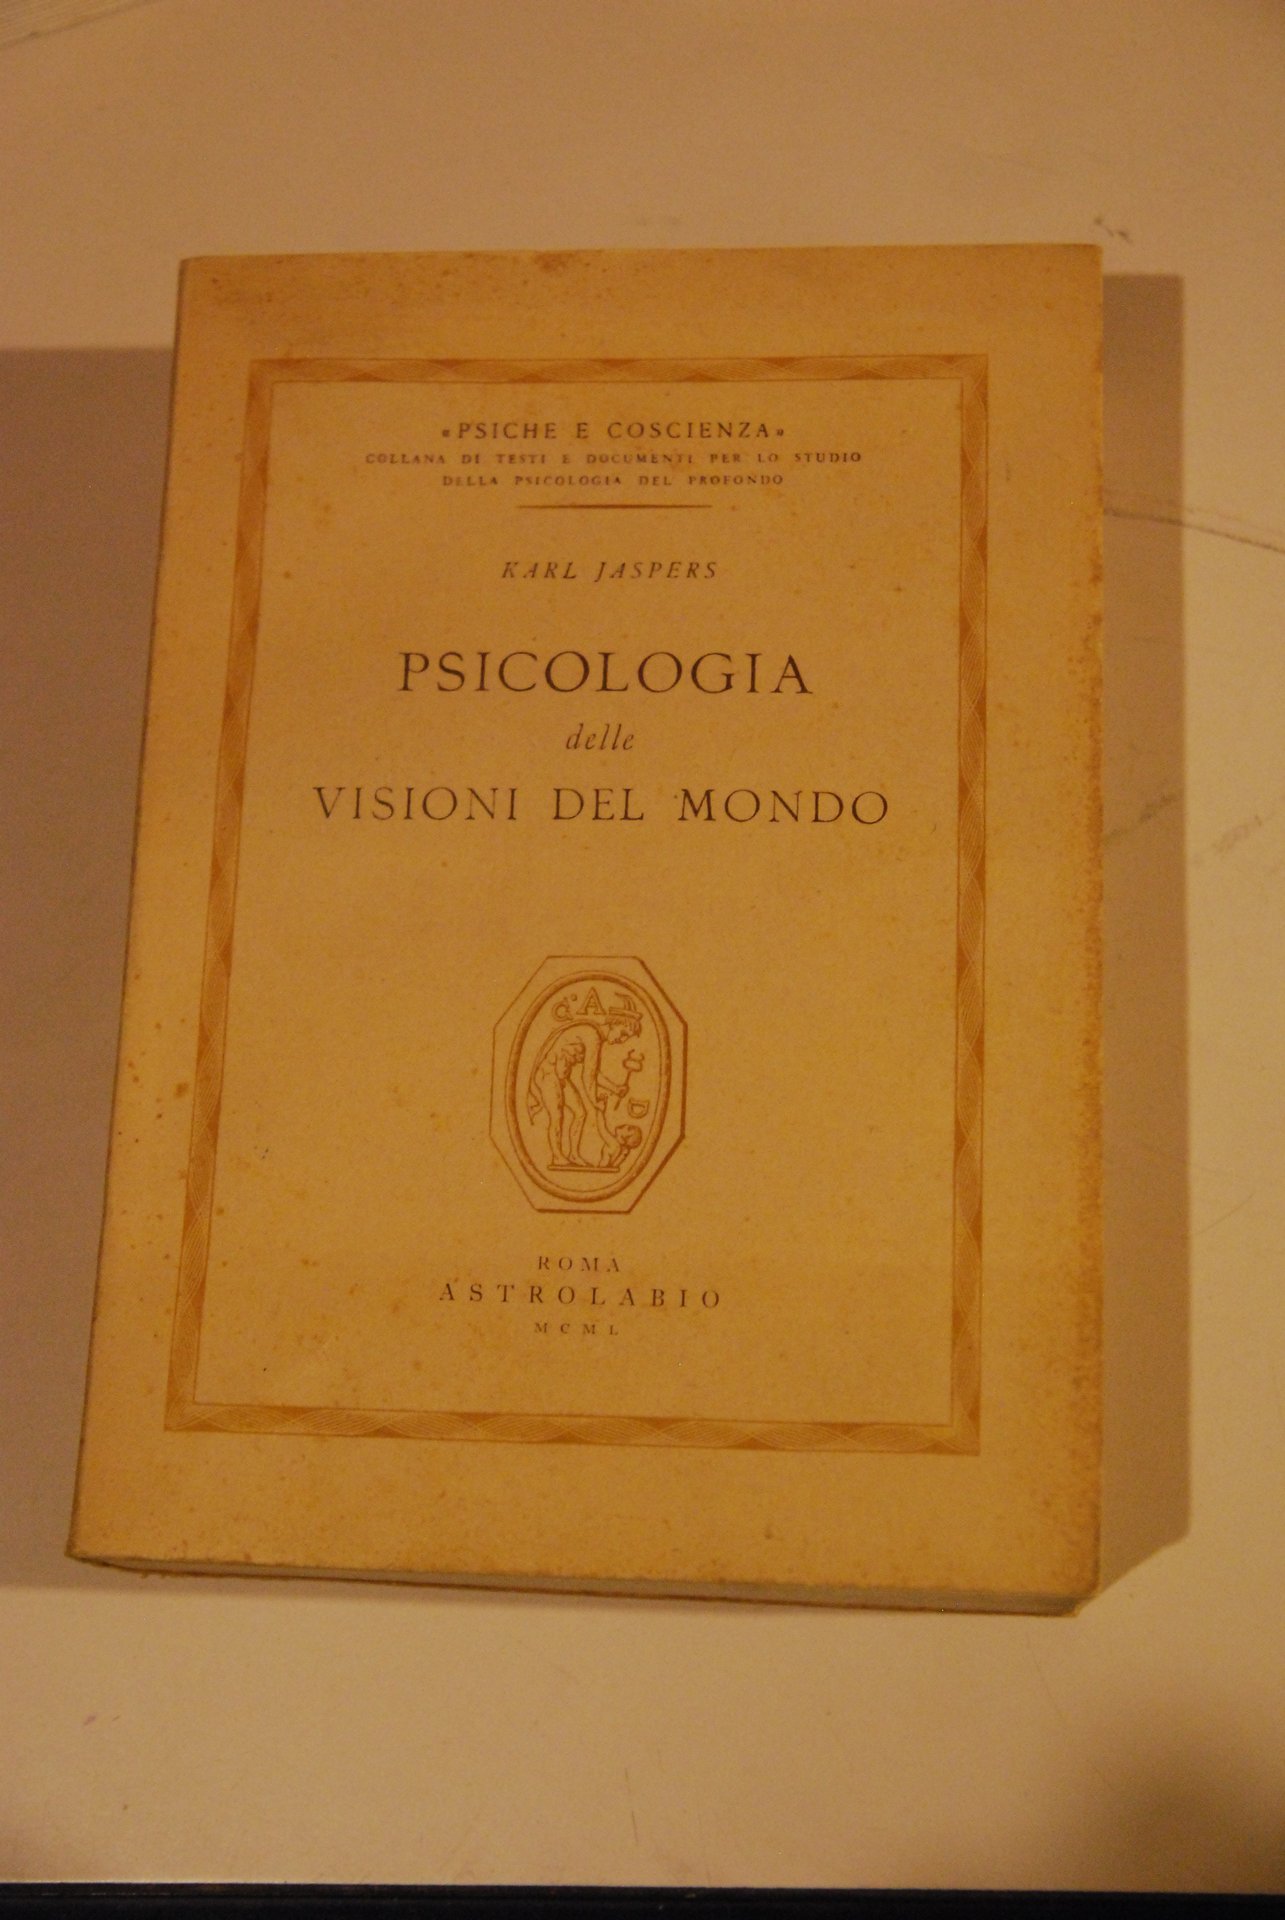 «PSICHE E COSCIENZA»
COLLANA DI TESTI E DOCUMENTI PER LO STUDIO
DELLA PSICOLOGIA DEL PROFONDO
KARL JASPERS
PSICOLOGIA
delle
VISIONI DEL MONDO
A
D
ROMA
ASTROLABIO
MCML